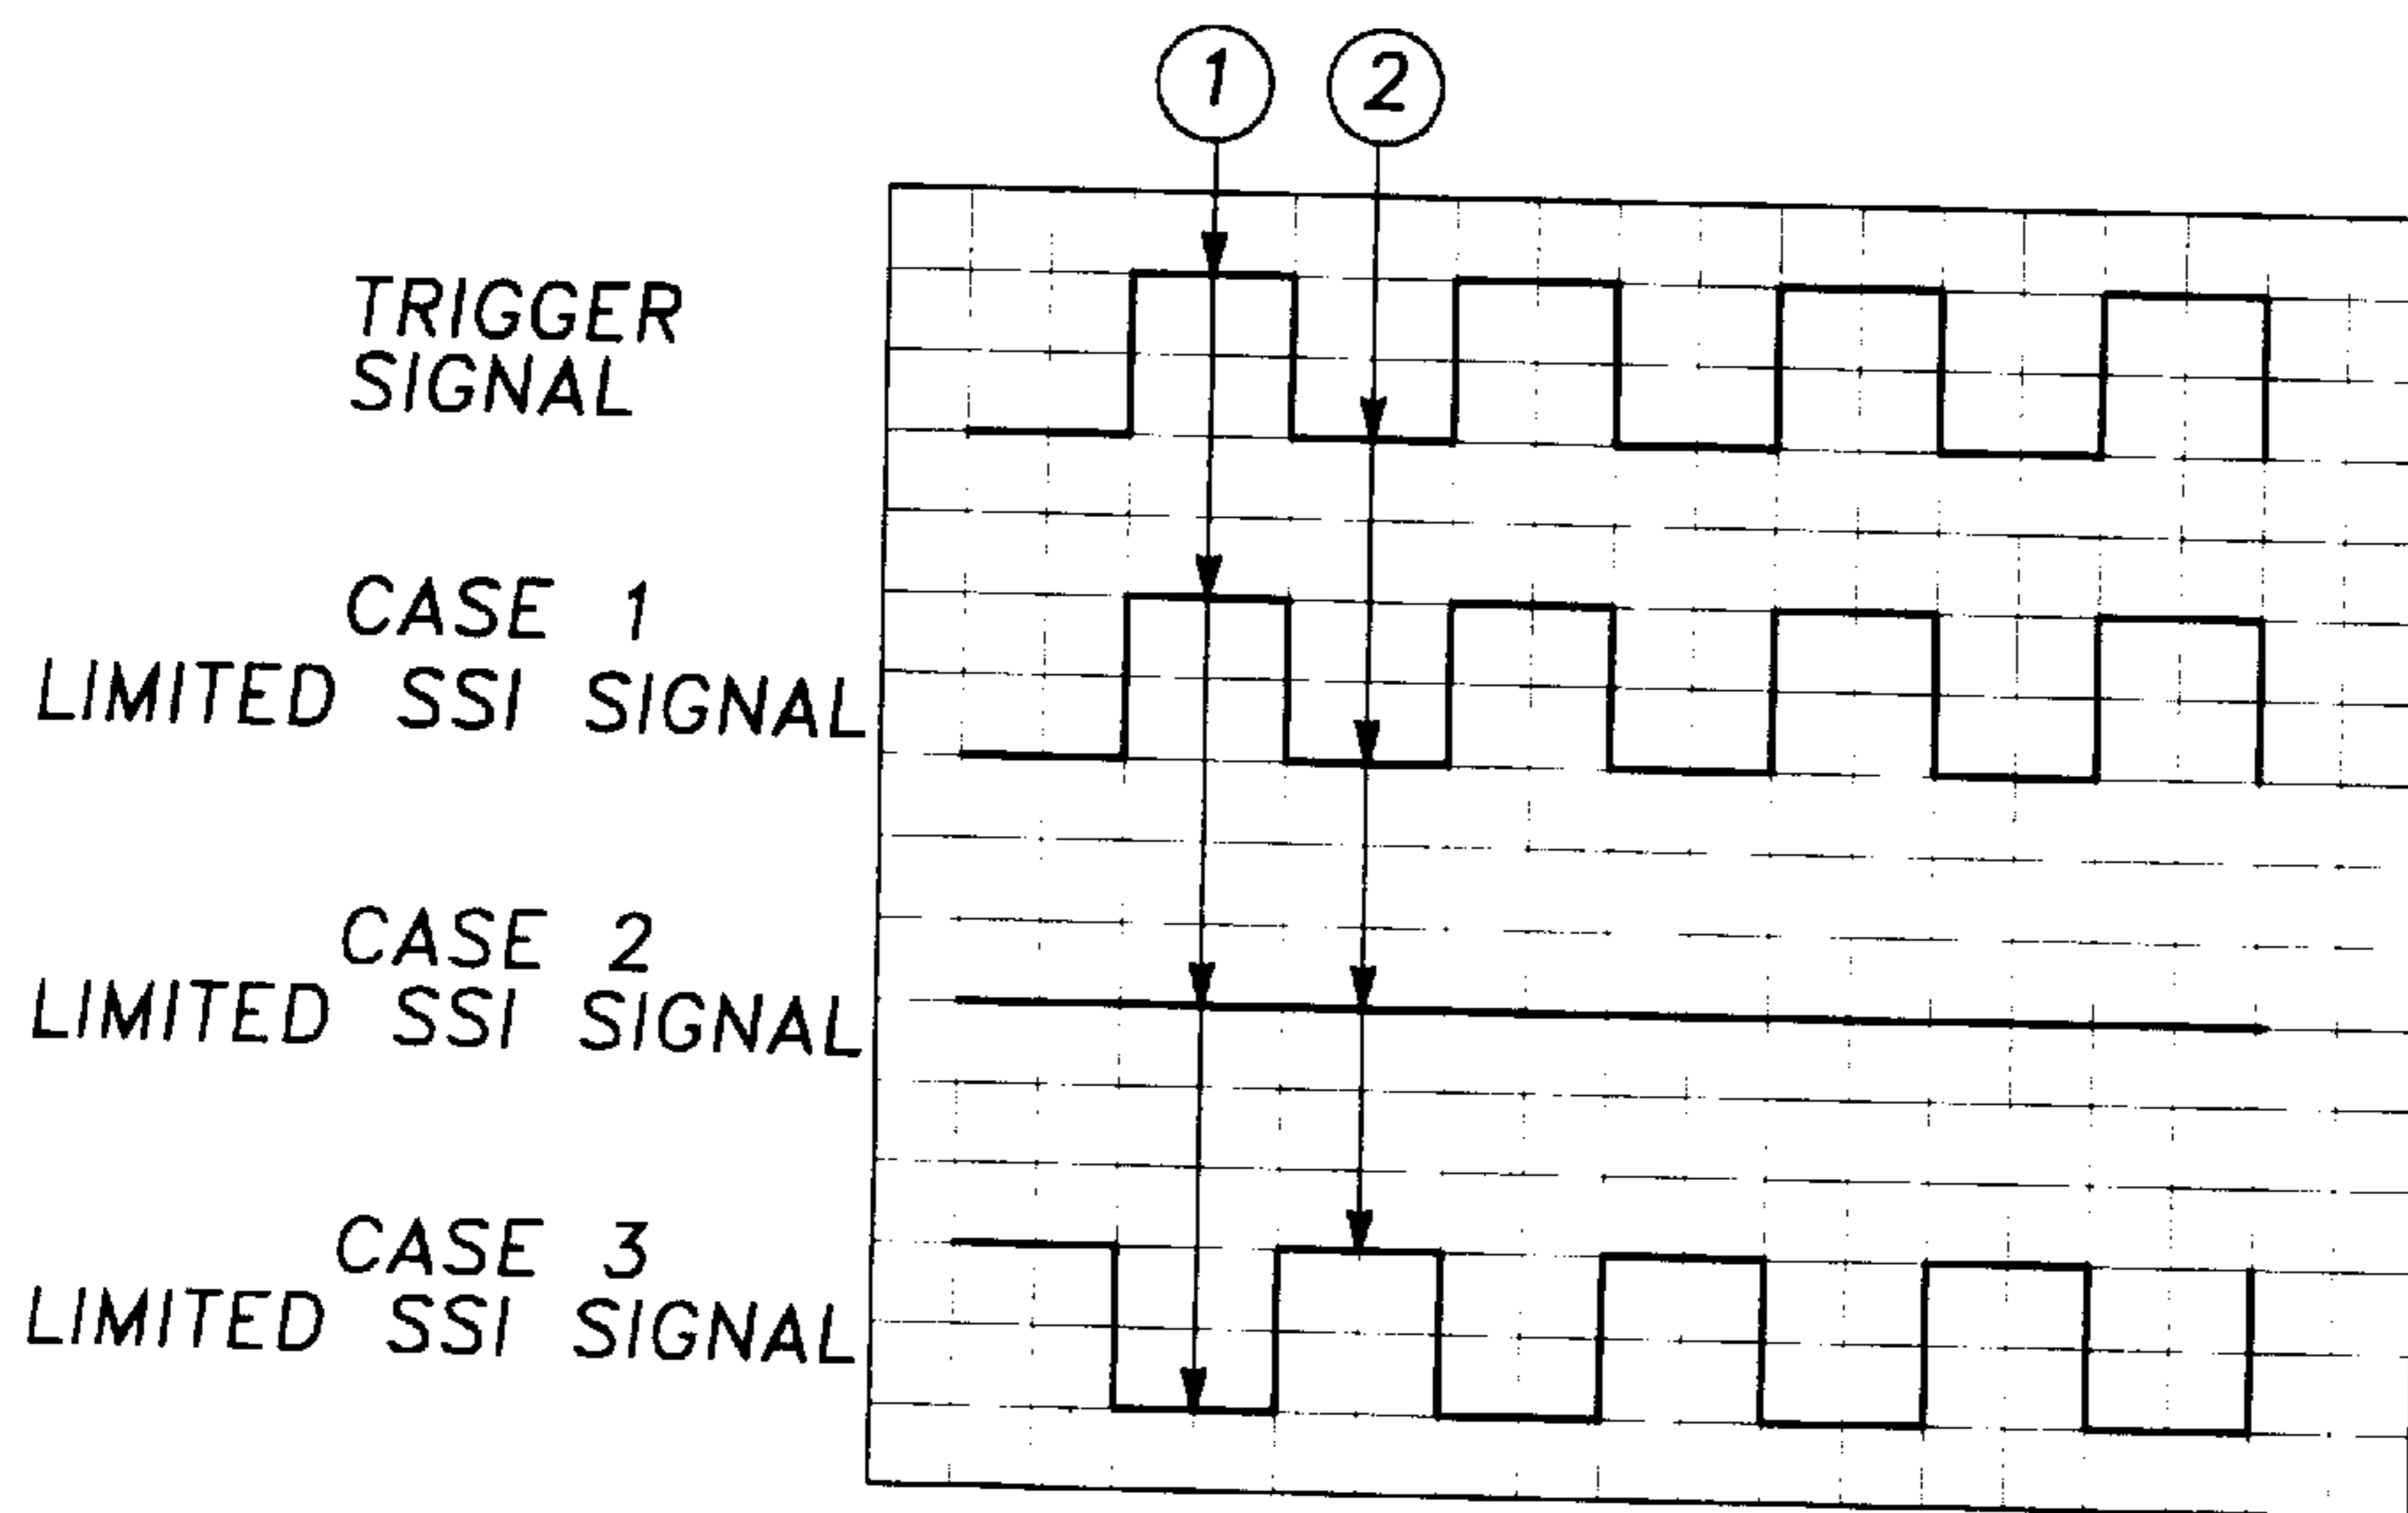 1 2
TRIGGER
SIGNAL
CASE 1
LIMITED SSI SIGNAL
CASE 2
LIMITED SSI SIGNAL
CASE 3
LIMITED SSI SIGNAL